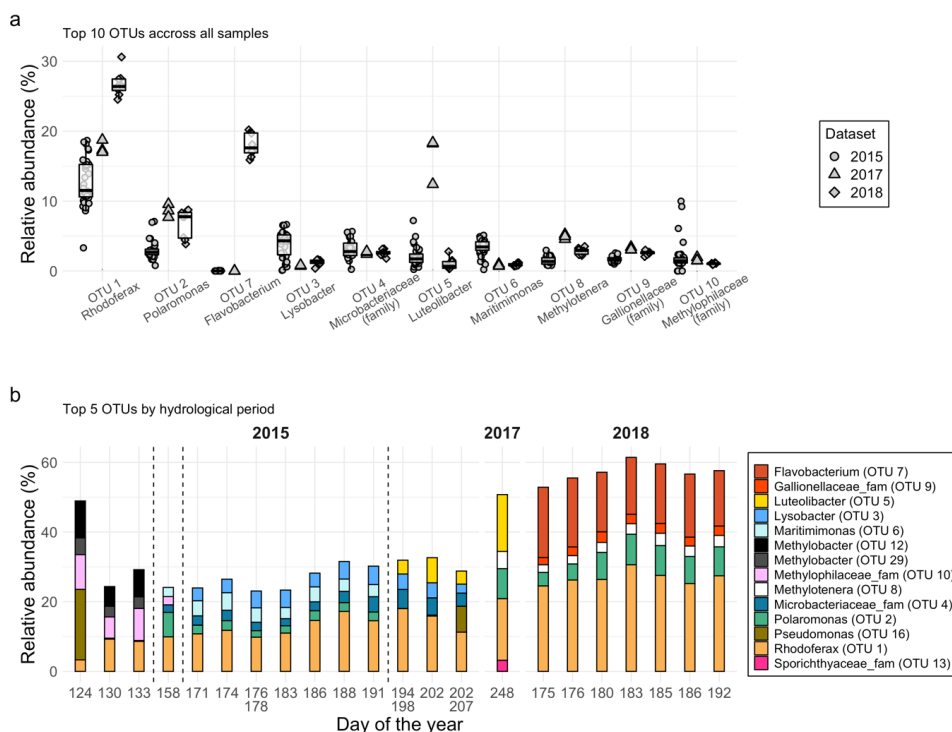 a
Top 10 OTUs accross all samples
Relative abundance (%)
30
20
10
0
OTU 1
Rhodoferax
OTU 2
Polaromonas
OTU 7
Flavobacterium
OTU 3
Lysobacter
OTU 4
Microbacteriaceae
(family)
OTU 5
Luteolibacter
OTU 6
Maritimimonas
OTU 8
Methylotenera
OTU 9
Gallionellaceae
(family)
OTU 10
Methylophilaceae
(family)
Dataset
2015
2017
2018
b
Top 5 OTUs by hydrological period
2015 2017 2018
Relative abundance (%)
60
40
20
0
124 130 133 158 171 174 176 183 186 188 191 194 202 202 248 175 176 180 183 185 186 192
178 198 207
Day of the year
Flavobacterium (OTU 7)
Gallionellaceae_fam (OTU 9)
Luteolibacter (OTU 5)
Lysobacter (OTU 3)
Maritimimonas (OTU 6)
Methylobacter (OTU 12)
Methylobacter (OTU 29)
Methylophilaceae_fam (OTU 10)
Methylotenera (OTU 8)
Microbacteriaceae_fam (OTU 4)
Polaromonas (OTU 2)
Pseudomonas (OTU 16)
Rhodoferax (OTU 1)
Sporichthyaceae_fam (OTU 13)